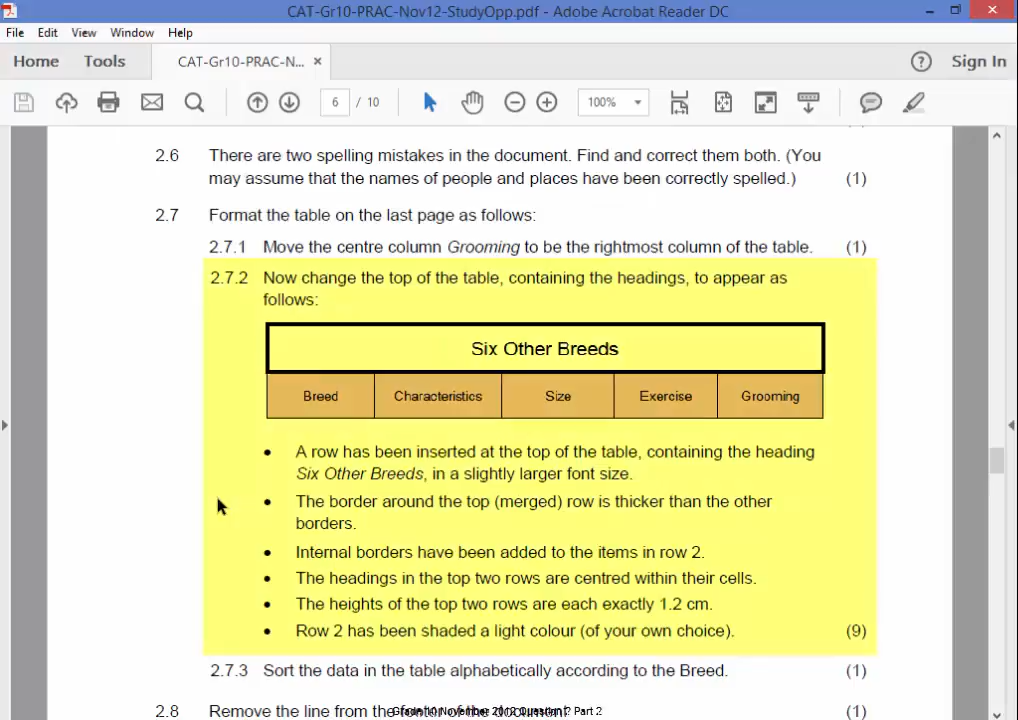 CAT-Gr10-PRAC-Nov12-StudyOpp.pdf - Adobe Acrobat Reader DC
File Edit View Window Help
Home Tools CAT-Gr10-PRAC-N... × ? Sign In
6 / 10 100%
2.6 There are two spelling mistakes in the document. Find and correct them both. (You
may assume that the names of people and places have been correctly spelled.) (1)
2.7 Format the table on the last page as follows:
2.7.1 Move the centre column Grooming to be the rightmost column of the table. (1)
2.7.2 Now change the top of the table, containing the headings, to appear as
follows:
Six Other Breeds
Breed Characteristics Size Exercise Grooming
• A row has been inserted at the top of the table, containing the heading
Six Other Breeds, in a slightly larger font size.
• The border around the top (merged) row is thicker than the other
borders.
• Internal borders have been added to the items in row 2.
• The headings in the top two rows are centred within their cells.
• The heights of the top two rows are each exactly 1.2 cm.
• Row 2 has been shaded a light colour (of your own choice). (9)
2.7.3 Sort the data in the table alphabetically according to the Breed. (1)
2.8 Remove the line from the footer of the document. (1)
Grade 10 November 2012 Question 2 Part 2